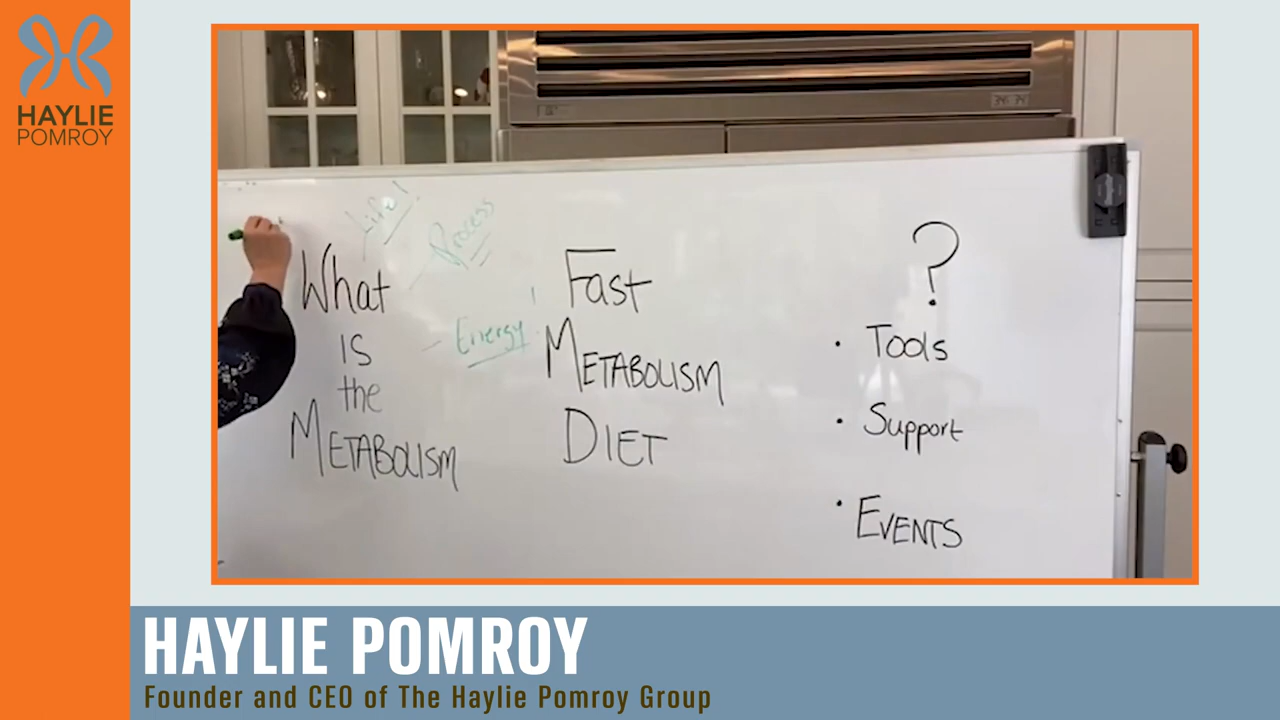 HAYLIE
POMROY
Life!
Process
What
is
the
METABOLISM
Energy
Fast
METABOLISM
DIET
?
· Tools
· Support
· EVENTS
HAYLIE POMROY
Founder and CEO of The Haylie Pomroy Group